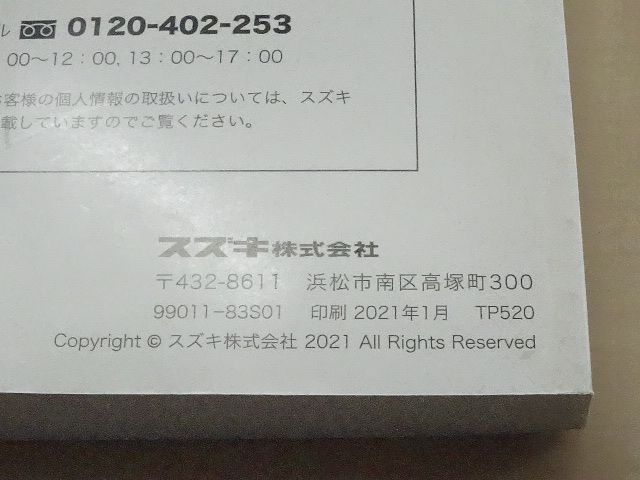 ル 0120-402-253
00〜12：00, 13：00〜17：00
客様の個人情報の取扱いについては、スズキ
載していますのでご覧ください。
スズキ株式会社
〒432-8611 浜松市南区高塚町300
99011-83S01 印刷 2021年1月 TP520
Copyright © スズキ株式会社 2021 All Rights Reserved